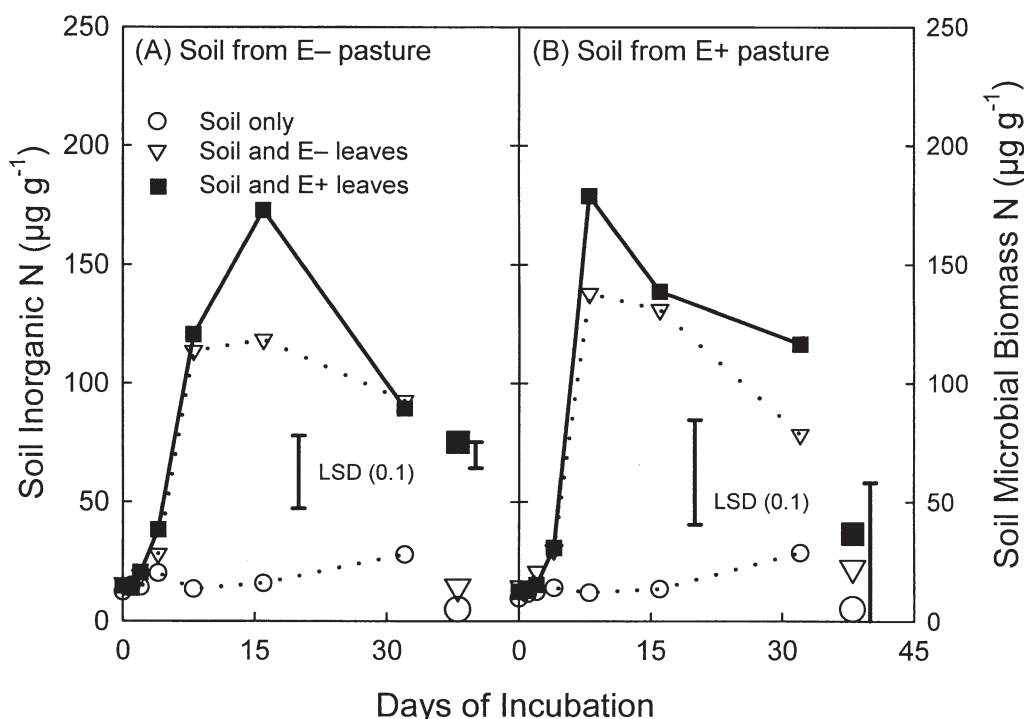 (A) Soil from E– pasture
(B) Soil from E+ pasture
Soil only
Soil and E– leaves
Soil and E+ leaves
LSD (0.1)
LSD (0.1)
Soil Inorganic N (µg g⁻¹)
250
200
150
100
50
0
Soil Microbial Biomass N (µg g⁻¹)
250
200
150
100
50
0
0 15 30 0 15 30 45
Days of Incubation